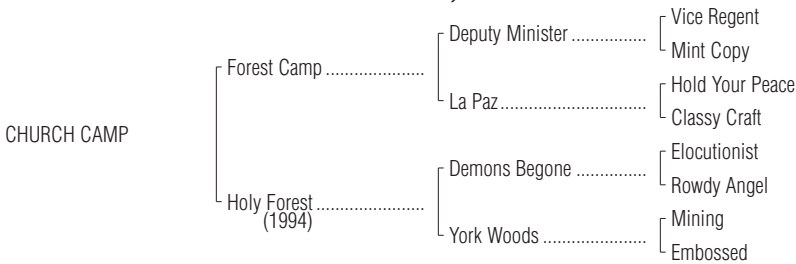 Vice Regent
Deputy Minister ................
Mint Copy
Forest Camp .....................
Hold Your Peace
La Paz...............................
Classy Craft
CHURCH CAMP
Elocutionist
Demons Begone ...............
Rowdy Angel
Holy Forest .......................
(1994)
Mining
York Woods ......................
Embossed